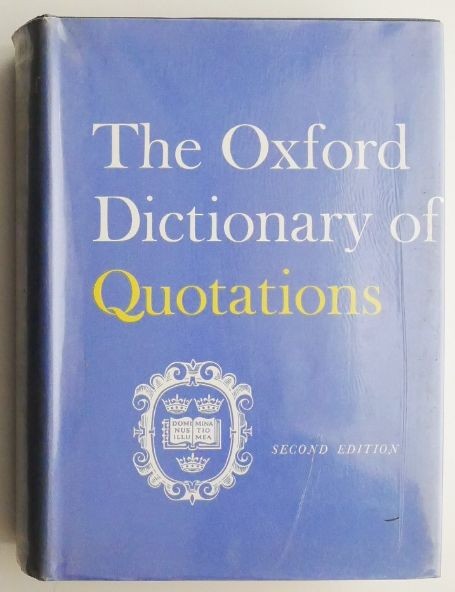 The Oxford
Dictionary of
Quotations
DOMI MINA
NUS TIO
ILLU MEA
SECOND EDITION